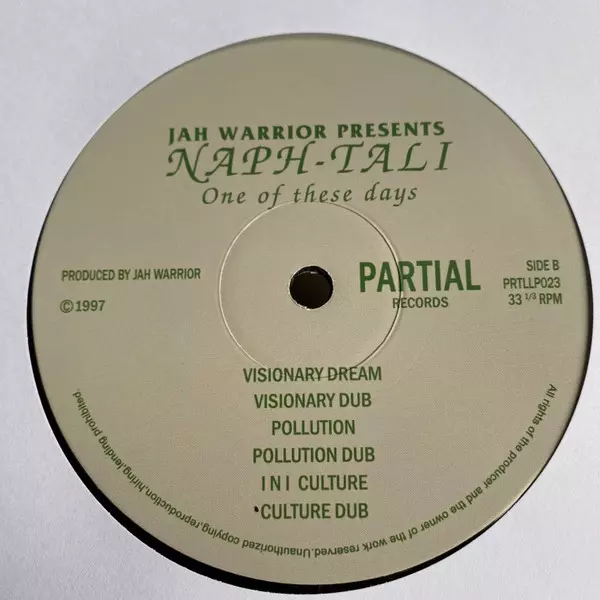 JAH WARRIOR PRESENTS
NAPH-TALI
One of these days
PRODUCED BY JAH WARRIOR
©1997
PARTIAL
RECORDS
SIDE B
PRTLLP023
33 1/3 RPM
VISIONARY DREAM
VISIONARY DUB
POLLUTION
POLLUTION DUB
I N I CULTURE
CULTURE DUB
All rights of the producer and the owner of the work reserved.Unauthorized copying,reproduction,hiring,lending prohibited.